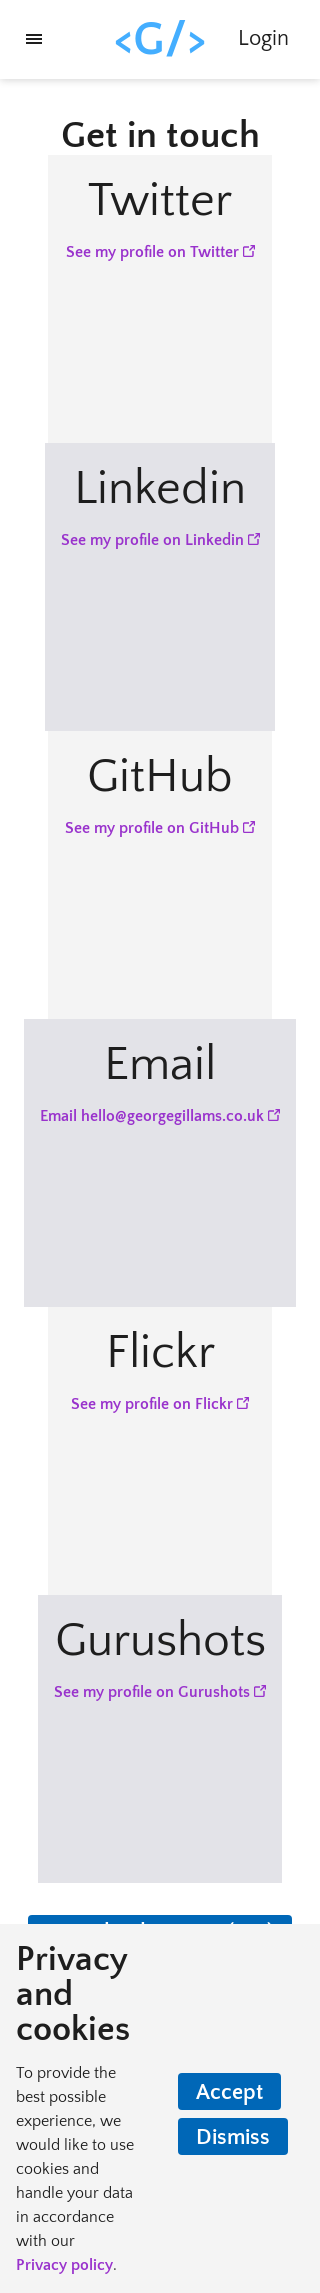 <G/>
Login
Get in touch
Twitter
See my profile on Twitter
Linkedin
See my profile on Linkedin
GitHub
See my profile on GitHub
Email
Email hello@georgegillams.co.uk
Flickr
See my profile on Flickr
Gurushots
See my profile on Gurushots
Privacy
and
cookies
To provide the
best possible
experience, we
would like to use
cookies and
handle your data
in accordance
with our
Privacy policy.
Accept
Dismiss